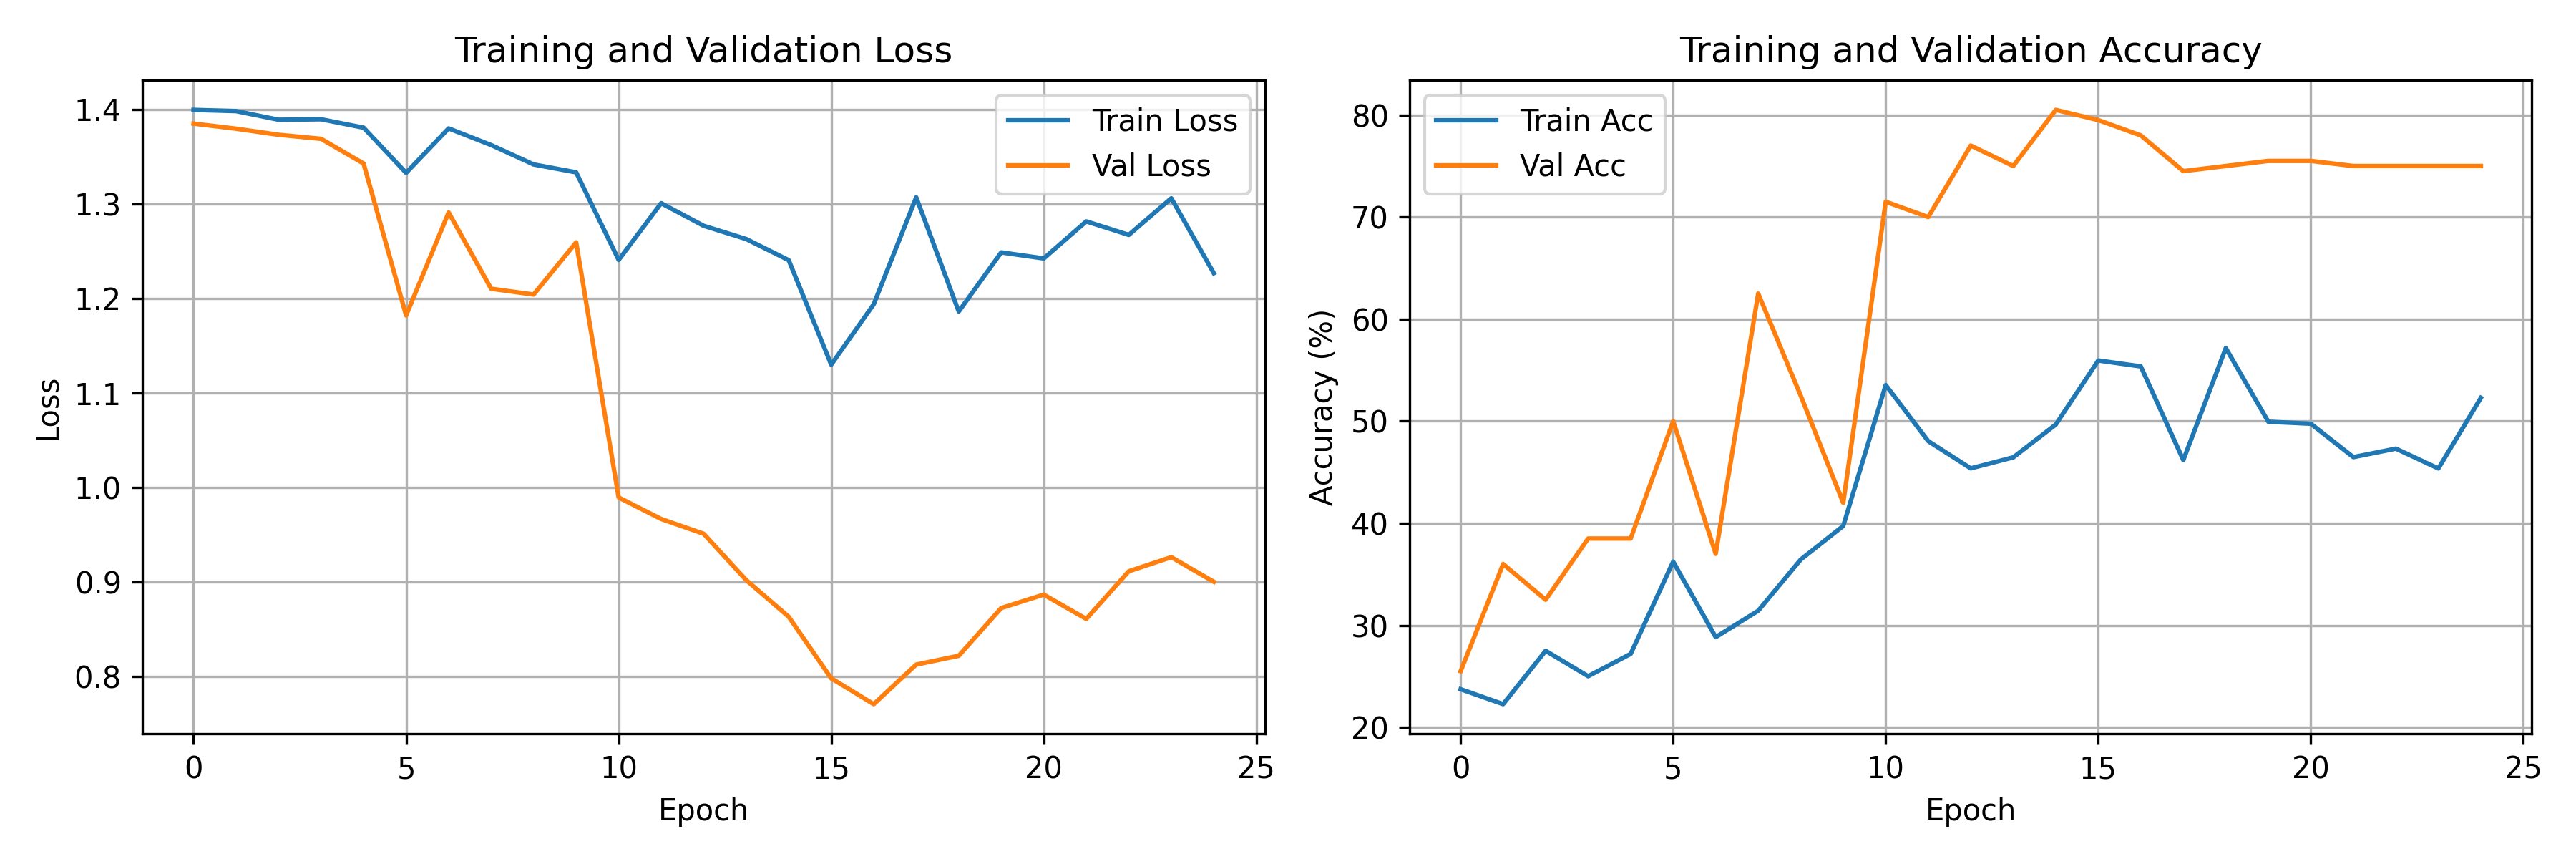 Training and Validation Loss
1.4
1.3
1.2
1.1
1.0
0.9
0.8
Loss
0
5
10
15
20
25
Epoch
Train Loss
Val Loss
Training and Validation Accuracy
80
70
60
50
40
30
20
Accuracy (%)
0
5
10
15
20
25
Epoch
Train Acc
Val Acc